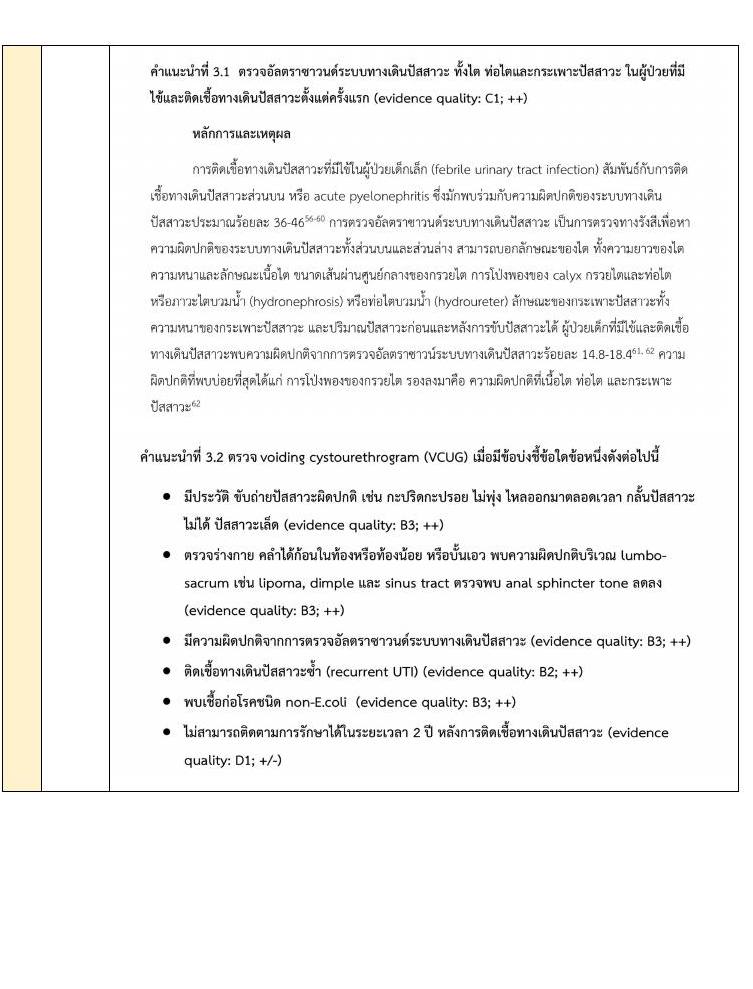 คำแนะนำที่ 3.1 ตรวจอัลตราซาวนด์ระบบทางเดินปัสสาวะ ทั้งไต ท่อไตและกระเพาะปัสสาวะ ในผู้ป่วยที่มี
ไข้และติดเชื้อทางเดินปัสสาวะตั้งแต่ครั้งแรก (evidence quality: C1; ++)
หลักการและเหตุผล
การติดเชื้อทางเดินปัสสาวะที่มีไข้ในผู้ป่วยเด็กเล็ก (febrile urinary tract infection) สัมพันธ์กับการติด
เชื้อทางเดินปัสสาวะส่วนบน หรือ acute pyelonephritis ซึ่งมักพบร่วมกับความผิดปกติของระบบทางเดิน
ปัสสาวะประมาณร้อยละ 36-46⁵⁶⁻⁶⁰ การตรวจอัลตราซาวนด์ระบบทางเดินปัสสาวะ เป็นการตรวจทางรังสีเพื่อหา
ความผิดปกติของระบบทางเดินปัสสาวะทั้งส่วนบนและส่วนล่าง สามารถบอกลักษณะของไต ทั้งความยาวของไต
ความหนาและลักษณะเนื้อไต ขนาดเส้นผ่านศูนย์กลางของกรวยไต การโป่งพองของ calyx กรวยไตและท่อไต
หรือภาวะไตบวมน้ำ (hydronephrosis) หรือท่อไตบวมน้ำ (hydroureter) ลักษณะของกระเพาะปัสสาวะทั้ง
ความหนาของกระเพาะปัสสาวะ และปริมาณปัสสาวะก่อนและหลังการขับปัสสาวะได้ ผู้ป่วยเด็กที่มีไข้และติดเชื้อ
ทางเดินปัสสาวะพบความผิดปกติจากการตรวจอัลตราซาวน์ระบบทางเดินปัสสาวะร้อยละ 14.8-18.4⁶¹, ⁶² ความ
ผิดปกติที่พบบ่อยที่สุดได้แก่ การโป่งพองของกรวยไต รองลงมาคือ ความผิดปกติที่เนื้อไต ท่อไต และกระเพาะ
ปัสสาวะ⁶²
คำแนะนำที่ 3.2 ตรวจ voiding cystourethrogram (VCUG) เมื่อมีข้อบ่งชี้ข้อใดข้อหนึ่งดังต่อไปนี้
● มีประวัติ ขับถ่ายปัสสาวะผิดปกติ เช่น กะปริดกะปรอย ไม่พุ่ง ไหลออกมาตลอดเวลา กลั้นปัสสาวะ
ไม่ได้ ปัสสาวะเล็ด (evidence quality: B3; ++)
● ตรวจร่างกาย คลำได้ก้อนในท้องหรือท้องน้อย หรือบั้นเอว พบความผิดปกติบริเวณ lumbo-
sacrum เช่น lipoma, dimple และ sinus tract ตรวจพบ anal sphincter tone ลดลง
(evidence quality: B3; ++)
● มีความผิดปกติจากการตรวจอัลตราซาวนด์ระบบทางเดินปัสสาวะ (evidence quality: B3; ++)
● ติดเชื้อทางเดินปัสสาวะซ้ำ (recurrent UTI) (evidence quality: B2; ++)
● พบเชื้อก่อโรคชนิด non-E.coli (evidence quality: B3; ++)
● ไม่สามารถติดตามการรักษาได้ในระยะเวลา 2 ปี หลังการติดเชื้อทางเดินปัสสาวะ (evidence
quality: D1; +/-)